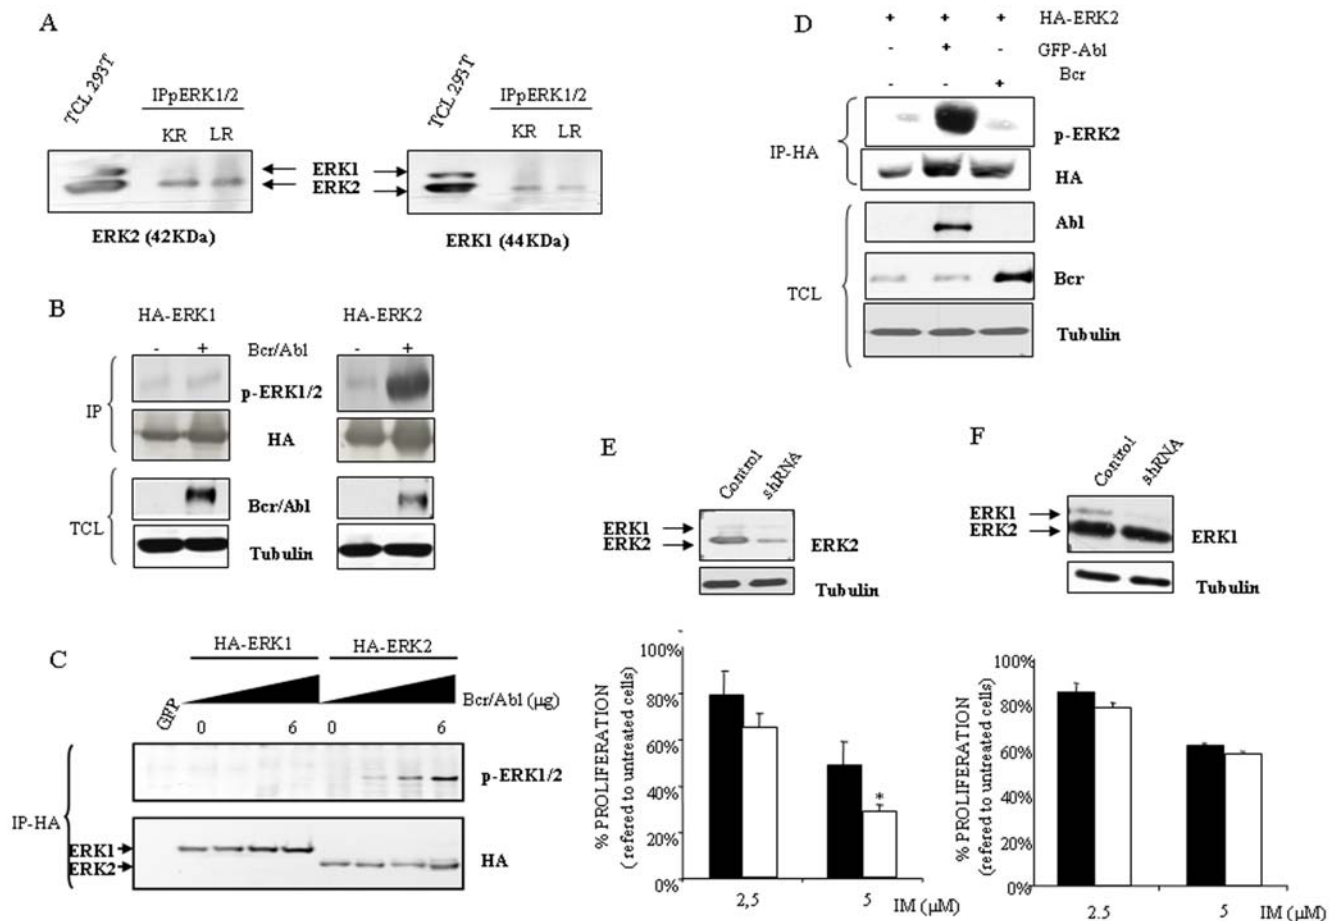 A
TCL 293T
IPpERK1/2
KR LR
ERK1
ERK2
ERK2 (42KDa)
TCL 293T
IPpERK1/2
KR LR
ERK1 (44KDa)
B
HA-ERK1 HA-ERK2
- + Bcr/Abl - +
IP
p-ERK1/2
HA
TCL
Bcr/Abl
Tubulin
C
HA-ERK1 HA-ERK2
GFP
Bcr/Abl (µg)
0 6 0 6
IP-HA
p-ERK1/2
ERK1
ERK2
HA
D
+ + + HA-ERK2
- + - GFP-Abl
- - + Bcr
IP-HA
p-ERK2
HA
TCL
Abl
Bcr
Tubulin
E
Control shRNA
ERK1
ERK2
ERK2
Tubulin
% PROLIFERATION
( refered to untreated cells)
100%
80%
60%
40%
20%
0%
*
2,5 5 IM (µM)
F
Control shRNA
ERK1
ERK2
ERK1
Tubulin
% PROLIFERATION
(refered to untreated cells)
100%
80%
60%
40%
20%
0%
2.5 5 IM (µM)